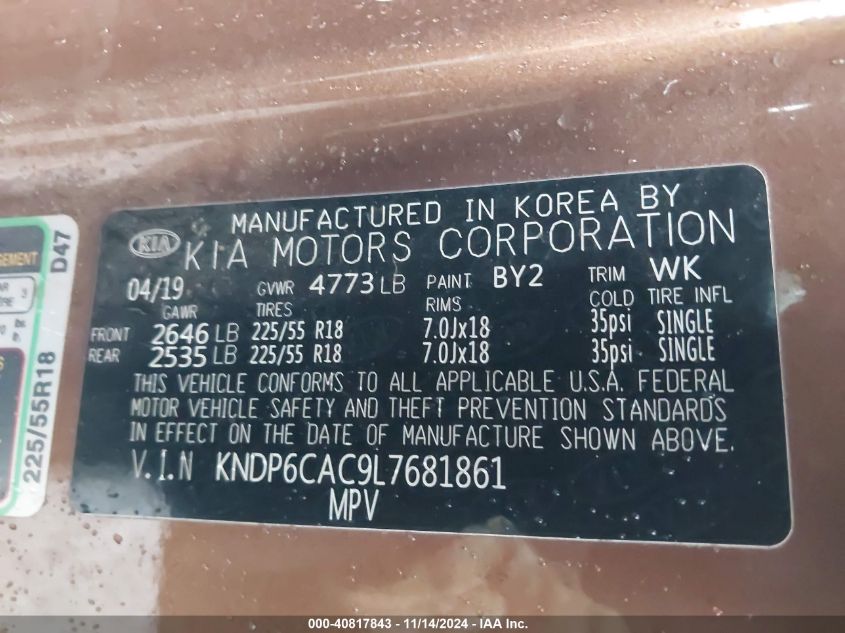 MANUFACTURED IN KOREA BY
KIA KIA MOTORS CORPORATION
04/19 GVWR 4773 LB PAINT BY2 TRIM WK
GAWR TIRES RIMS COLD TIRE INFL
FRONT 2646 LB 225/55 R18 7.0Jx18 35psi SINGLE
REAR 2535 LB 225/55 R18 7.0Jx18 35psi SINGLE
THIS VEHICLE CONFORMS TO ALL APPLICABLE U.S.A. FEDERAL
MOTOR VEHICLE SAFETY AND THEFT PREVENTION STANDARDS
IN EFFECT ON THE DATE OF MANUFACTURE SHOWN ABOVE.
V.I.N KNDP6CAC9L7681861
MPV
D47
225/55R18
000-40817843 - 11/14/2024 - IAA Inc.